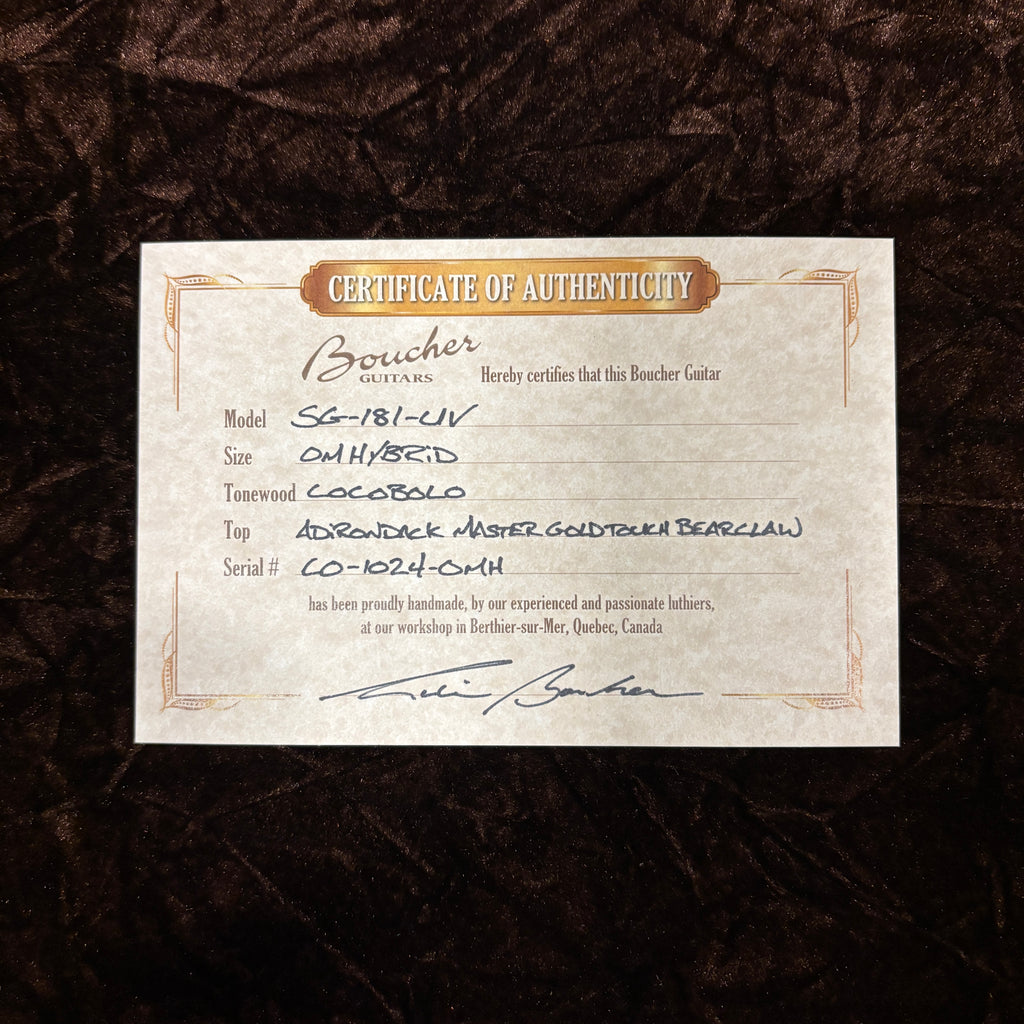 CERTIFICATE OF AUTHENTICITY
Boucher
GUITARS
Hereby certifies that this Boucher Guitar
Model SG-181-LIV
Size OM HYBRiD
Tonewood COCOBOLO
Top ADiRONDACK MASTER GOLDTOUCH BEARCLAW
Serial # CO-1024-OMH
has been proudly handmade, by our experienced and passionate luthiers,
at our workshop in Berthier-sur-Mer, Quebec, Canada
Boucher